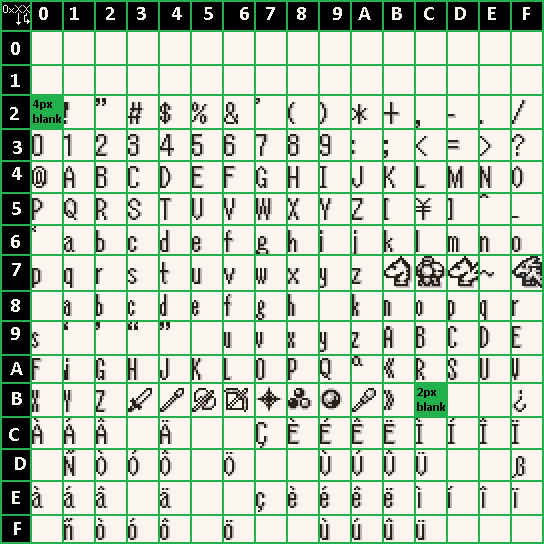 0xXX 0 1 2 3 4 5 6 7 8 9 A B C D E F
0
1
2 4px blank ! ” # $ % & ’ ( ) * + , - . /
3 0 1 2 3 4 5 6 7 8 9 : ; < = > ?
4 @ A B C D E F G H I J K L M N O
5 P Q R S T U V W X Y Z [ ¥ ] ^ _
6 ‘ a b c d e f g h i j k l m n o
7 p q r s t u v w x y z ~
8 a b c d e f g h k n o p q r
9 s ‘ ’ “ ” u v x y z A B C D E
A F ¡ G H J K L O P Q ª « R S U V
B X Y Z » 2px blank ¿
C À Á Â Ä Ç È É Ê Ë Ì Í Î Ï
D Ñ Ò Ó Ô Ö Ù Ú Û Ü ß
E à á â ä ç è é ê ë ì í î ï
F ñ ò ó ô ö ù ú û ü